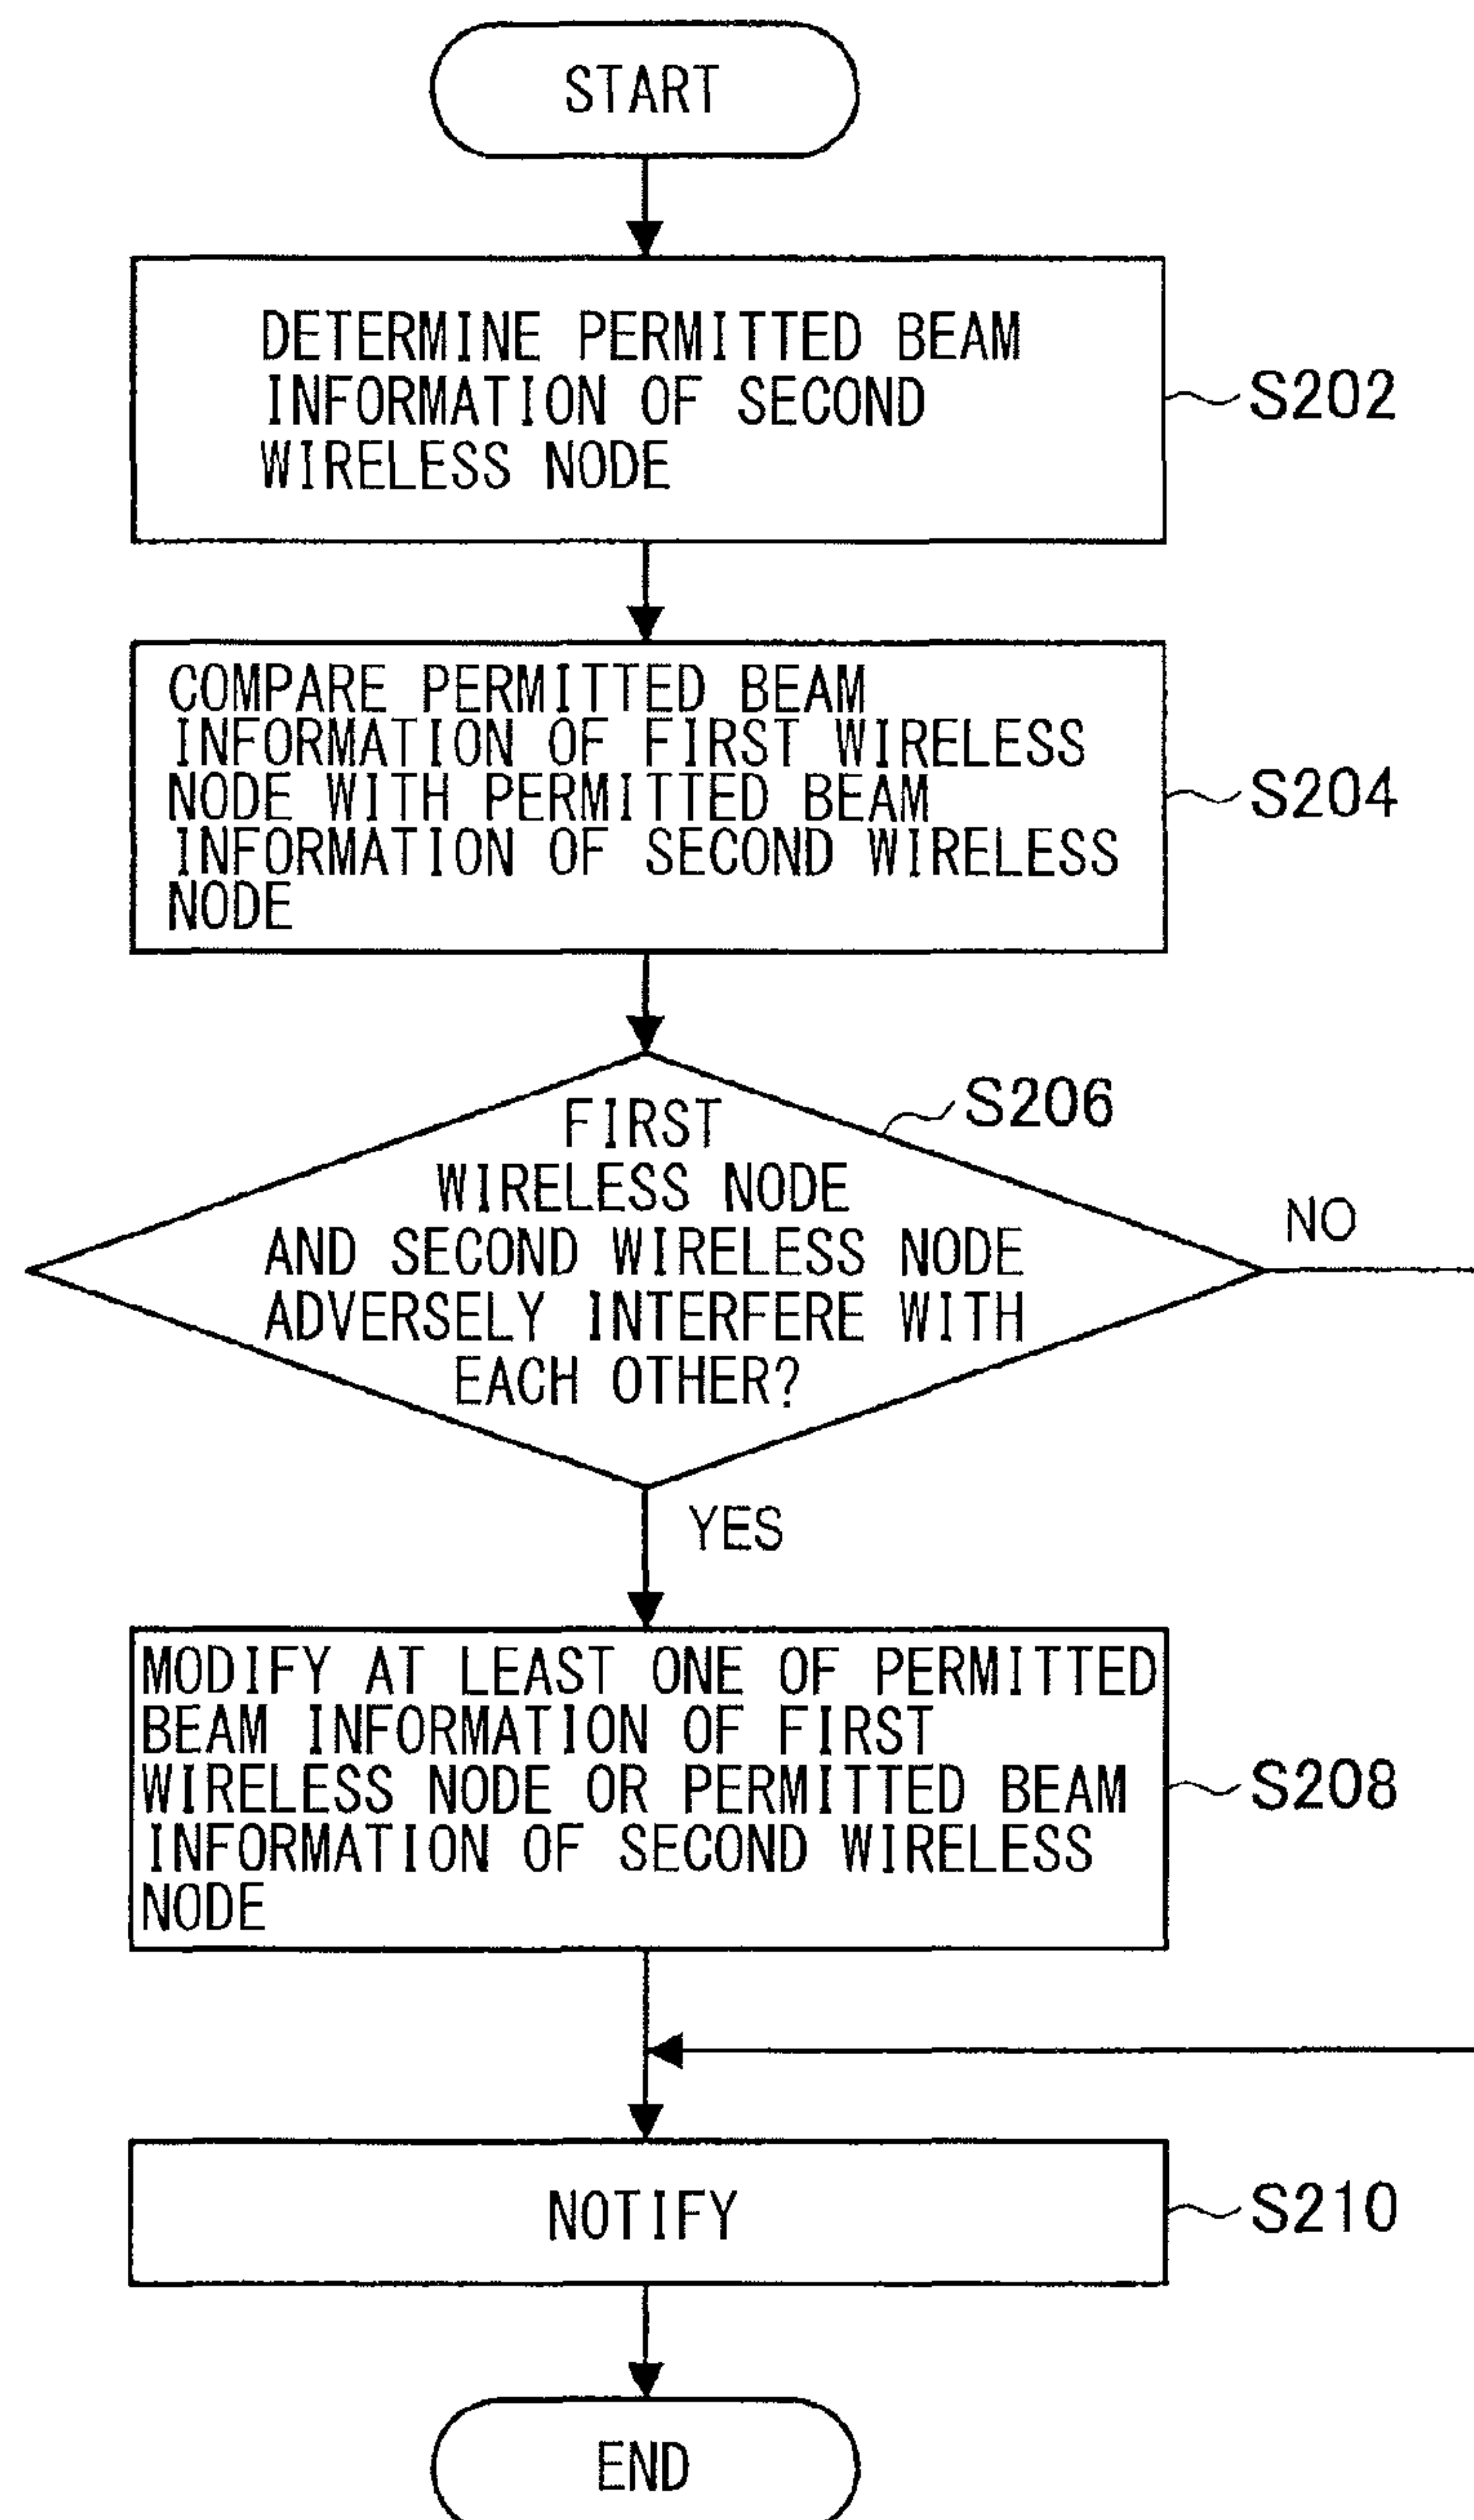 START
DETERMINE PERMITTED BEAM
INFORMATION OF SECOND
WIRELESS NODE
S202
COMPARE PERMITTED BEAM
INFORMATION OF FIRST WIRELESS
NODE WITH PERMITTED BEAM
INFORMATION OF SECOND WIRELESS
NODE
S204
S206
FIRST
WIRELESS NODE
AND SECOND WIRELESS NODE
ADVERSELY INTERFERE WITH
EACH OTHER?
NO
YES
MODIFY AT LEAST ONE OF PERMITTED
BEAM INFORMATION OF FIRST
WIRELESS NODE OR PERMITTED BEAM
INFORMATION OF SECOND WIRELESS
NODE
S208
NOTIFY
S210
END